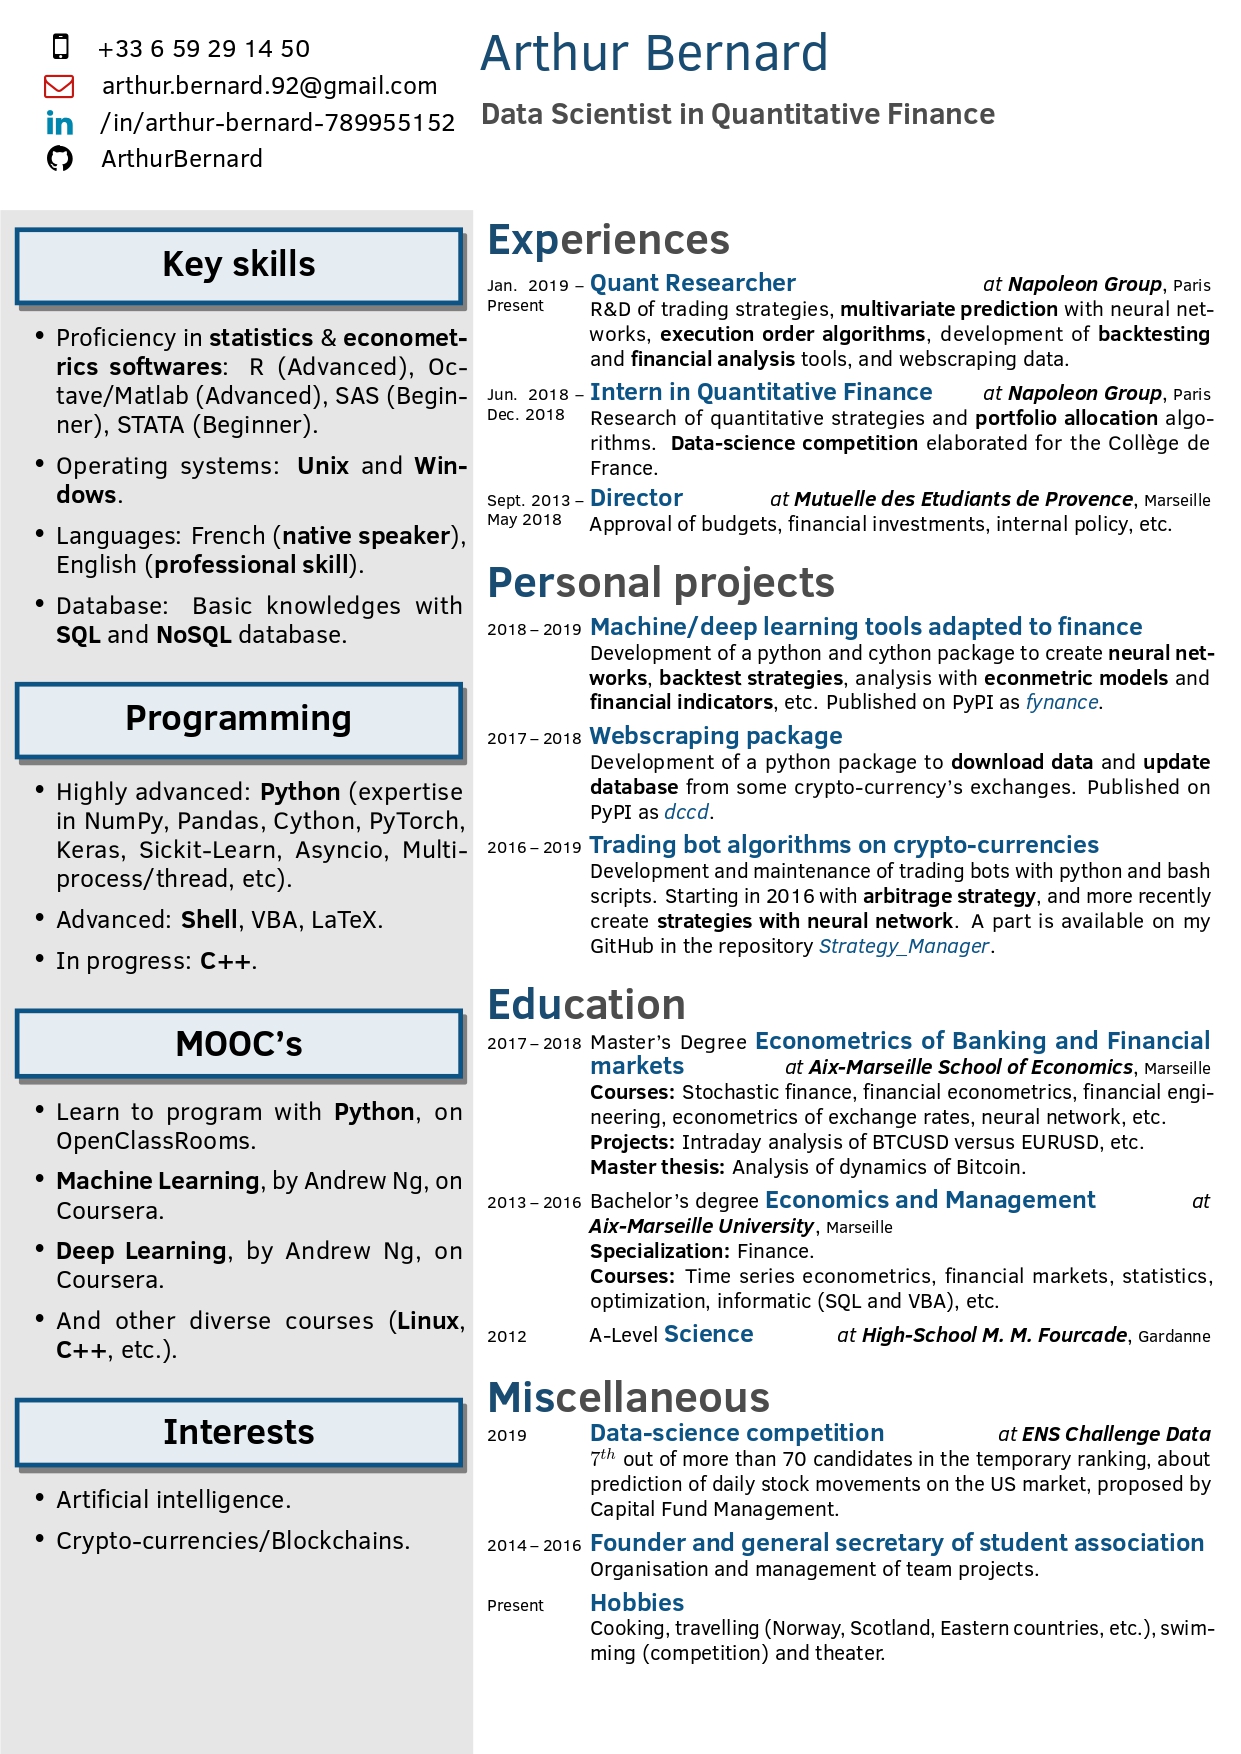 +33 6 59 29 14 50
arthur.bernard.92@gmail.com
/in/arthur-bernard-789955152
ArthurBernard
Arthur Bernard
Data Scientist in Quantitative Finance
Key skills
• Proficiency in statistics & economet-
rics softwares: R (Advanced), Oc-
tave/Matlab (Advanced), SAS (Begin-
ner), STATA (Beginner).
• Operating systems: Unix and Win-
dows.
• Languages: French (native speaker),
English (professional skill).
• Database: Basic knowledges with
SQL and NoSQL database.
Programming
• Highly advanced: Python (expertise
in NumPy, Pandas, Cython, PyTorch,
Keras, Sickit-Learn, Asyncio, Multi-
process/thread, etc).
• Advanced: Shell, VBA, LaTeX.
• In progress: C++.
MOOC's
• Learn to program with Python, on
OpenClassRooms.
• Machine Learning, by Andrew Ng, on
Coursera.
• Deep Learning, by Andrew Ng, on
Coursera.
• And other diverse courses (Linux,
C++, etc.).
Interests
• Artificial intelligence.
• Crypto-currencies/Blockchains.
Experiences
Jan. 2019 – Quant Researcher at Napoleon Group, Paris
Present
R&D of trading strategies, multivariate prediction with neural net-
works, execution order algorithms, development of backtesting
and financial analysis tools, and webscraping data.
Jun. 2018 – Intern in Quantitative Finance at Napoleon Group, Paris
Dec. 2018
Research of quantitative strategies and portfolio allocation algo-
rithms. Data-science competition elaborated for the Collège de
France.
Sept. 2013 – Director at Mutuelle des Etudiants de Provence, Marseille
May 2018
Approval of budgets, financial investments, internal policy, etc.
Personal projects
2018 – 2019 Machine/deep learning tools adapted to finance
Development of a python and cython package to create neural net-
works, backtest strategies, analysis with econmetric models and
financial indicators, etc. Published on PyPI as fynance.
2017 – 2018 Webscraping package
Development of a python package to download data and update
database from some crypto-currency's exchanges. Published on
PyPI as dccd.
2016 – 2019 Trading bot algorithms on crypto-currencies
Development and maintenance of trading bots with python and bash
scripts. Starting in 2016 with arbitrage strategy, and more recently
create strategies with neural network. A part is available on my
GitHub in the repository Strategy_Manager.
Education
2017 – 2018 Master's Degree Econometrics of Banking and Financial
markets at Aix-Marseille School of Economics, Marseille
Courses: Stochastic finance, financial econometrics, financial engi-
neering, econometrics of exchange rates, neural network, etc.
Projects: Intraday analysis of BTCUSD versus EURUSD, etc.
Master thesis: Analysis of dynamics of Bitcoin.
2013 – 2016 Bachelor's degree Economics and Management at
Aix-Marseille University, Marseille
Specialization: Finance.
Courses: Time series econometrics, financial markets, statistics,
optimization, informatic (SQL and VBA), etc.
2012 A-Level Science at High-School M. M. Fourcade, Gardanne
Miscellaneous
2019 Data-science competition at ENS Challenge Data
7th out of more than 70 candidates in the temporary ranking, about
prediction of daily stock movements on the US market, proposed by
Capital Fund Management.
2014 – 2016 Founder and general secretary of student association
Organisation and management of team projects.
Present Hobbies
Cooking, travelling (Norway, Scotland, Eastern countries, etc.), swim-
ming (competition) and theater.